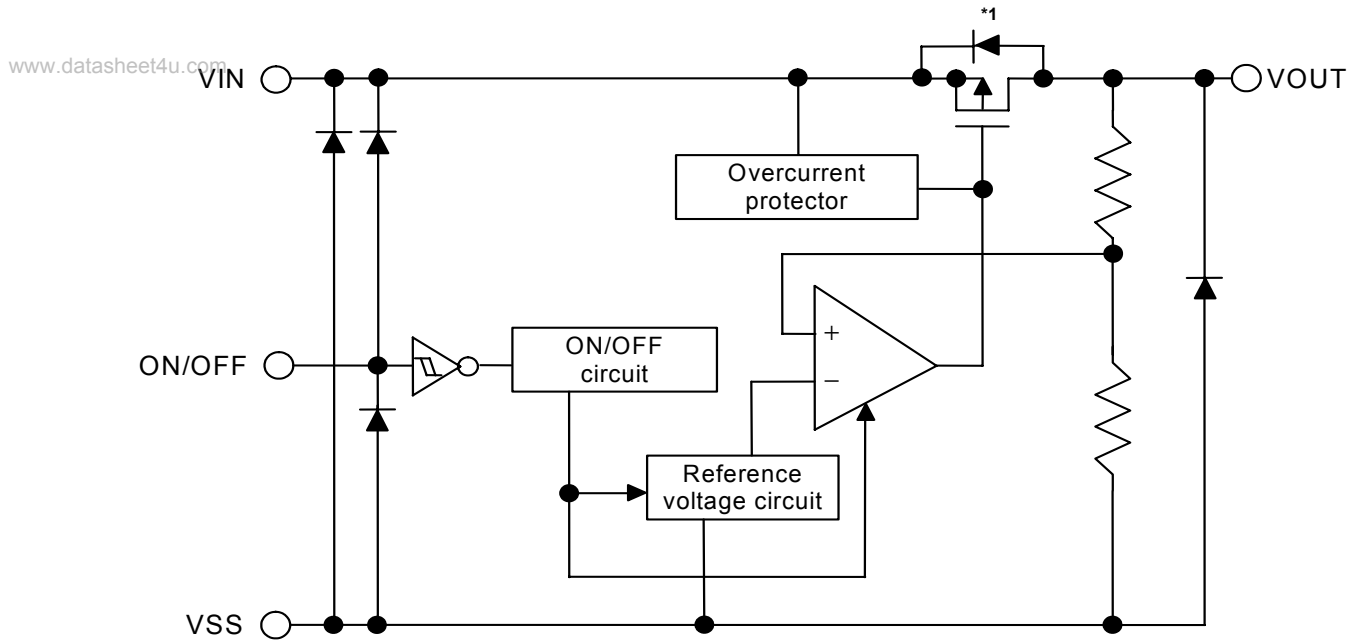 *1
www.datasheet4u.com
VIN
VOUT
Overcurrent
protector
+
−
ON/OFF
ON/OFF
circuit
Reference
voltage circuit
VSS